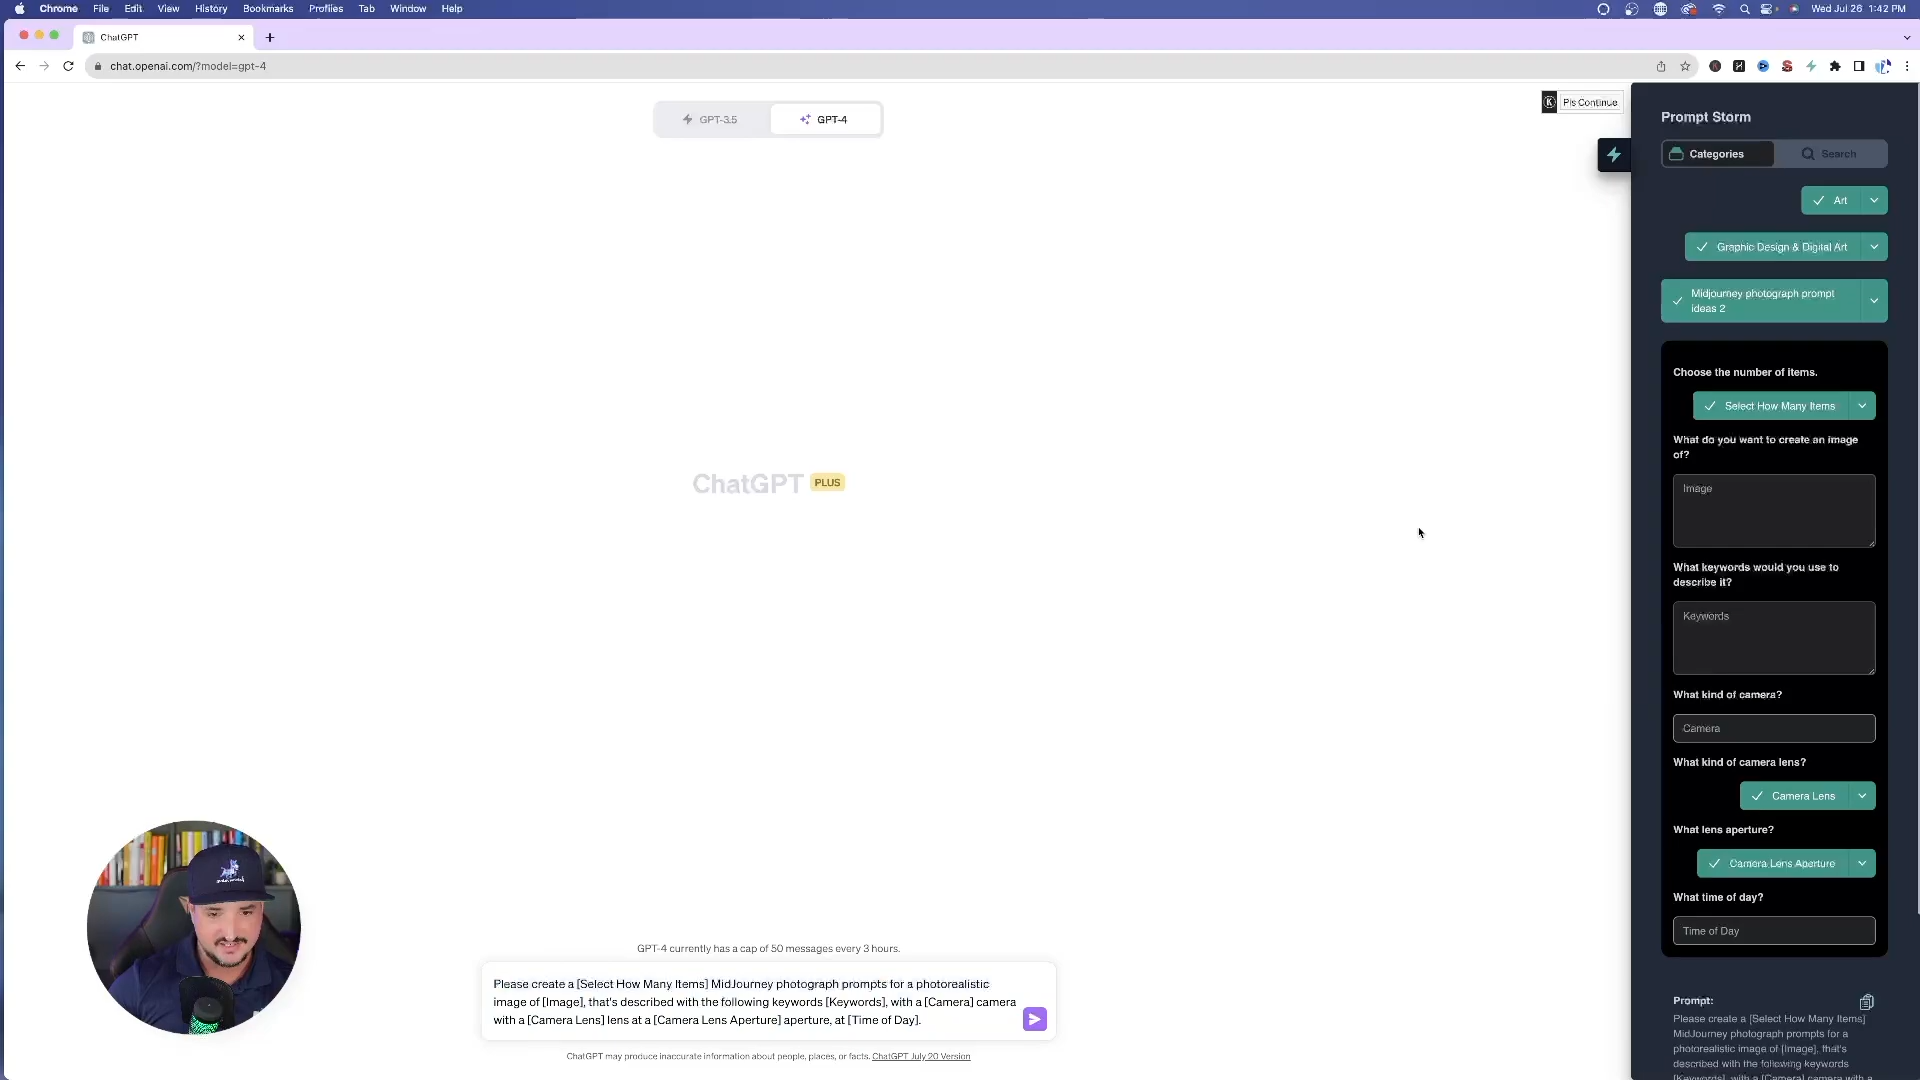 Chrome File Edit View History Bookmarks Profiles Tab Window Help
Wed Jul 26 1:42 PM
ChatGPT
chat.openai.com/?model=gpt-4
GPT-3.5
GPT-4
Pls Continue
Prompt Storm
Categories
Search
Art
Graphic Design & Digital Art
Midjourney photograph prompt
ideas 2
Choose the number of items.
Select How Many Items
What do you want to create an image
of?
Image
ChatGPT PLUS
What keywords would you use to
describe it?
Keywords
What kind of camera?
Camera
What kind of camera lens?
Camera Lens
What lens aperture?
Camera Lens Aperture
What time of day?
Time of Day
GPT-4 currently has a cap of 50 messages every 3 hours.
Please create a [Select How Many Items] MidJourney photograph prompts for a photorealistic
image of [Image], that's described with the following keywords [Keywords], with a [Camera] camera
with a [Camera Lens] lens at a [Camera Lens Aperture] aperture, at [Time of Day].
ChatGPT may produce inaccurate information about people, places, or facts. ChatGPT July 20 Version
Prompt:
Please create a [Select How Many Items]
MidJourney photograph prompts for a
photorealistic image of [Image], that's
described with the following keywords
[Keywords], with a [Camera] camera with a